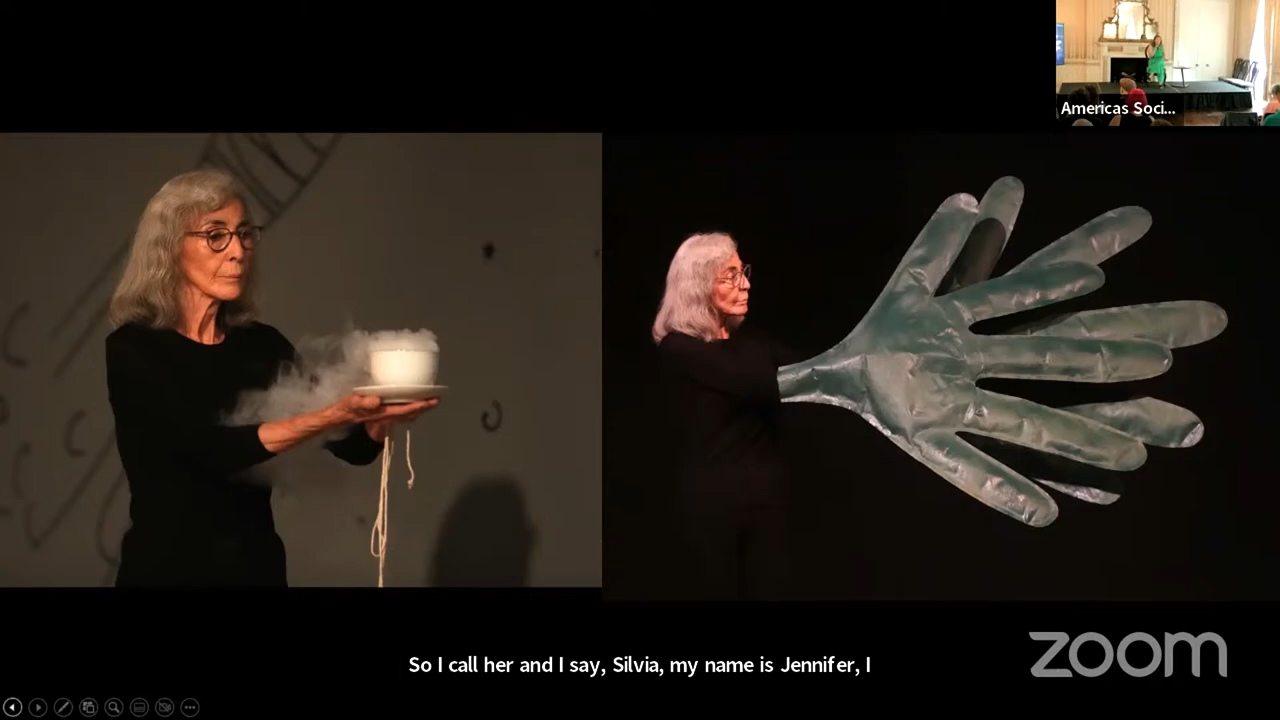 Americas Soci...
So I call her and I say, Silvia, my name is Jennifer, I
zoom